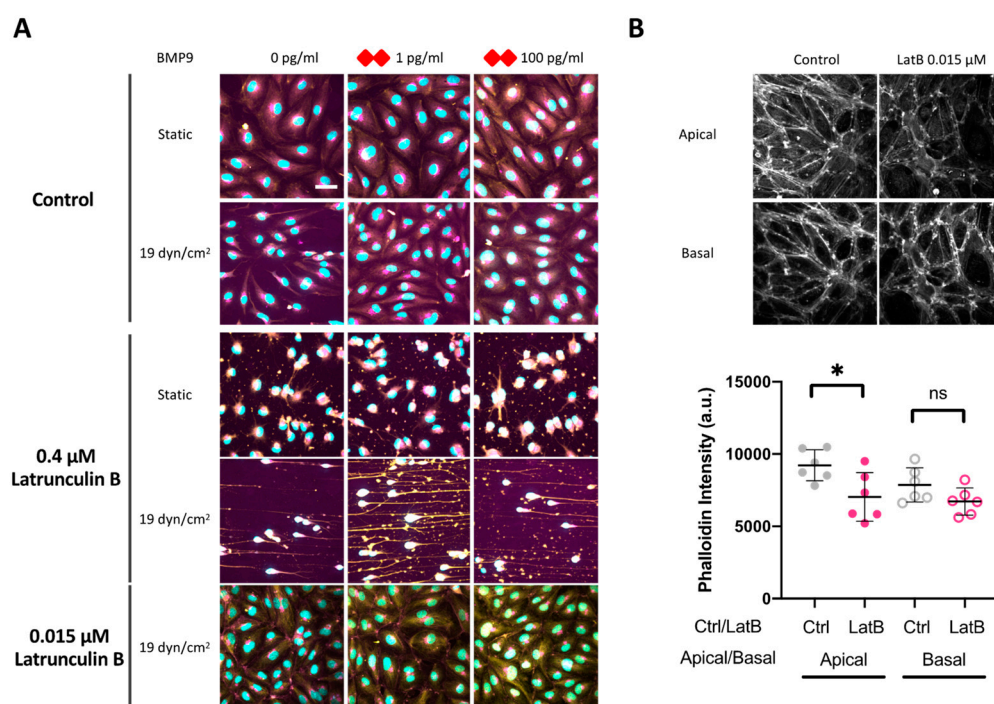 A
BMP9 0 pg/ml 1 pg/ml 100 pg/ml
Control
Static
19 dyn/cm²
0.4 µM
Latrunculin B
Static
19 dyn/cm²
0.015 µM
Latrunculin B
19 dyn/cm²
B
Control LatB 0.015 µM
Apical
Basal
Phalloidin Intensity (a.u.)
15000
10000
5000
0
*
ns
Ctrl/LatB Ctrl LatB Ctrl LatB
Apical/Basal Apical Basal